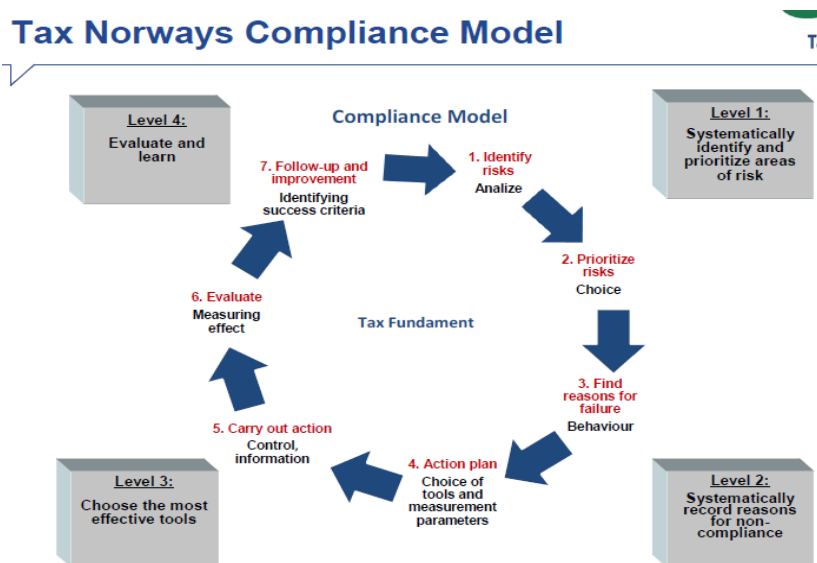 Tax Norways Compliance Model
Compliance Model
Level 4:
Evaluate and
learn
Level 1:
Systematically
identify and
prioritize areas
of risk
1. Identify
risks
Analize
2. Prioritize
risks
Choice
3. Find
reasons for
failure
Behaviour
4. Action plan
Choice of
tools and
measurement
parameters
5. Carry out action
Control,
information
6. Evaluate
Measuring
effect
7. Follow-up and
improvement
Identifying
success criteria
Tax Fundament
Level 3:
Choose the most
effective tools
Level 2:
Systematically
record reasons
for non-
compliance